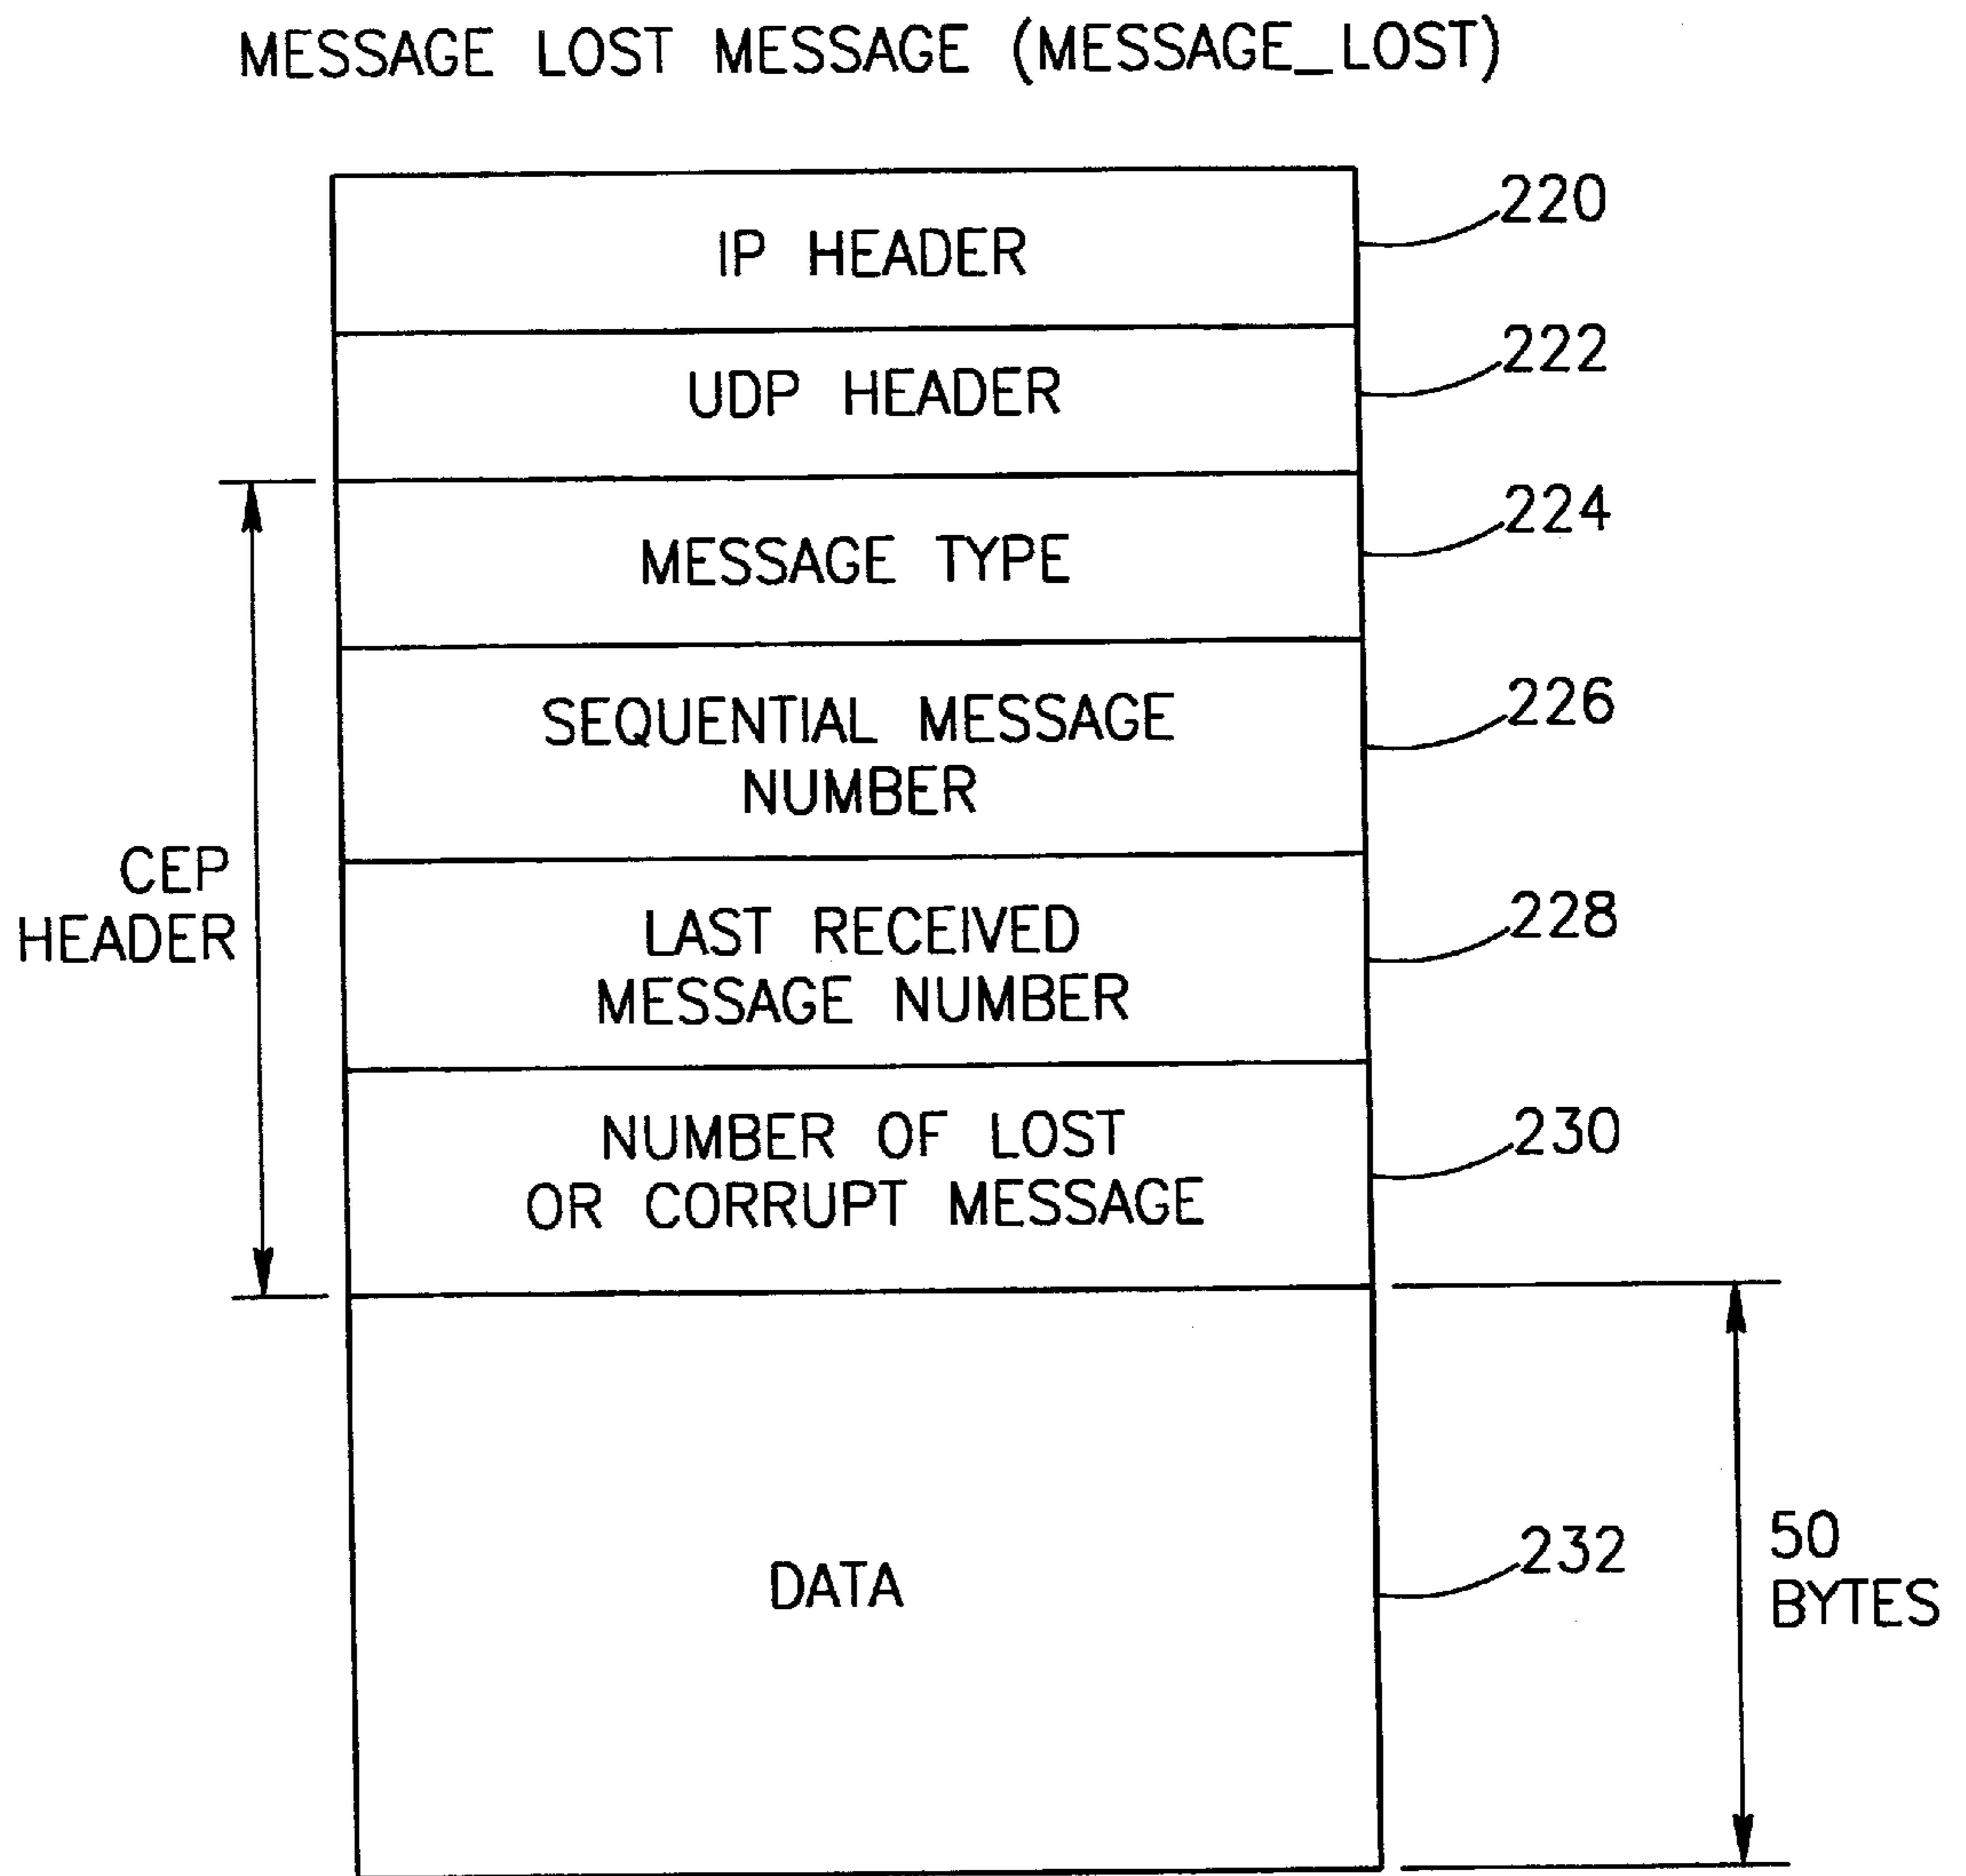 MESSAGE LOST MESSAGE (MESSAGE_LOST)
IP HEADER
220
UDP HEADER
222
MESSAGE TYPE
224
SEQUENTIAL MESSAGE
NUMBER
226
CEP
HEADER
LAST RECEIVED
MESSAGE NUMBER
228
NUMBER OF LOST
OR CORRUPT MESSAGE
230
DATA
232
50
BYTES